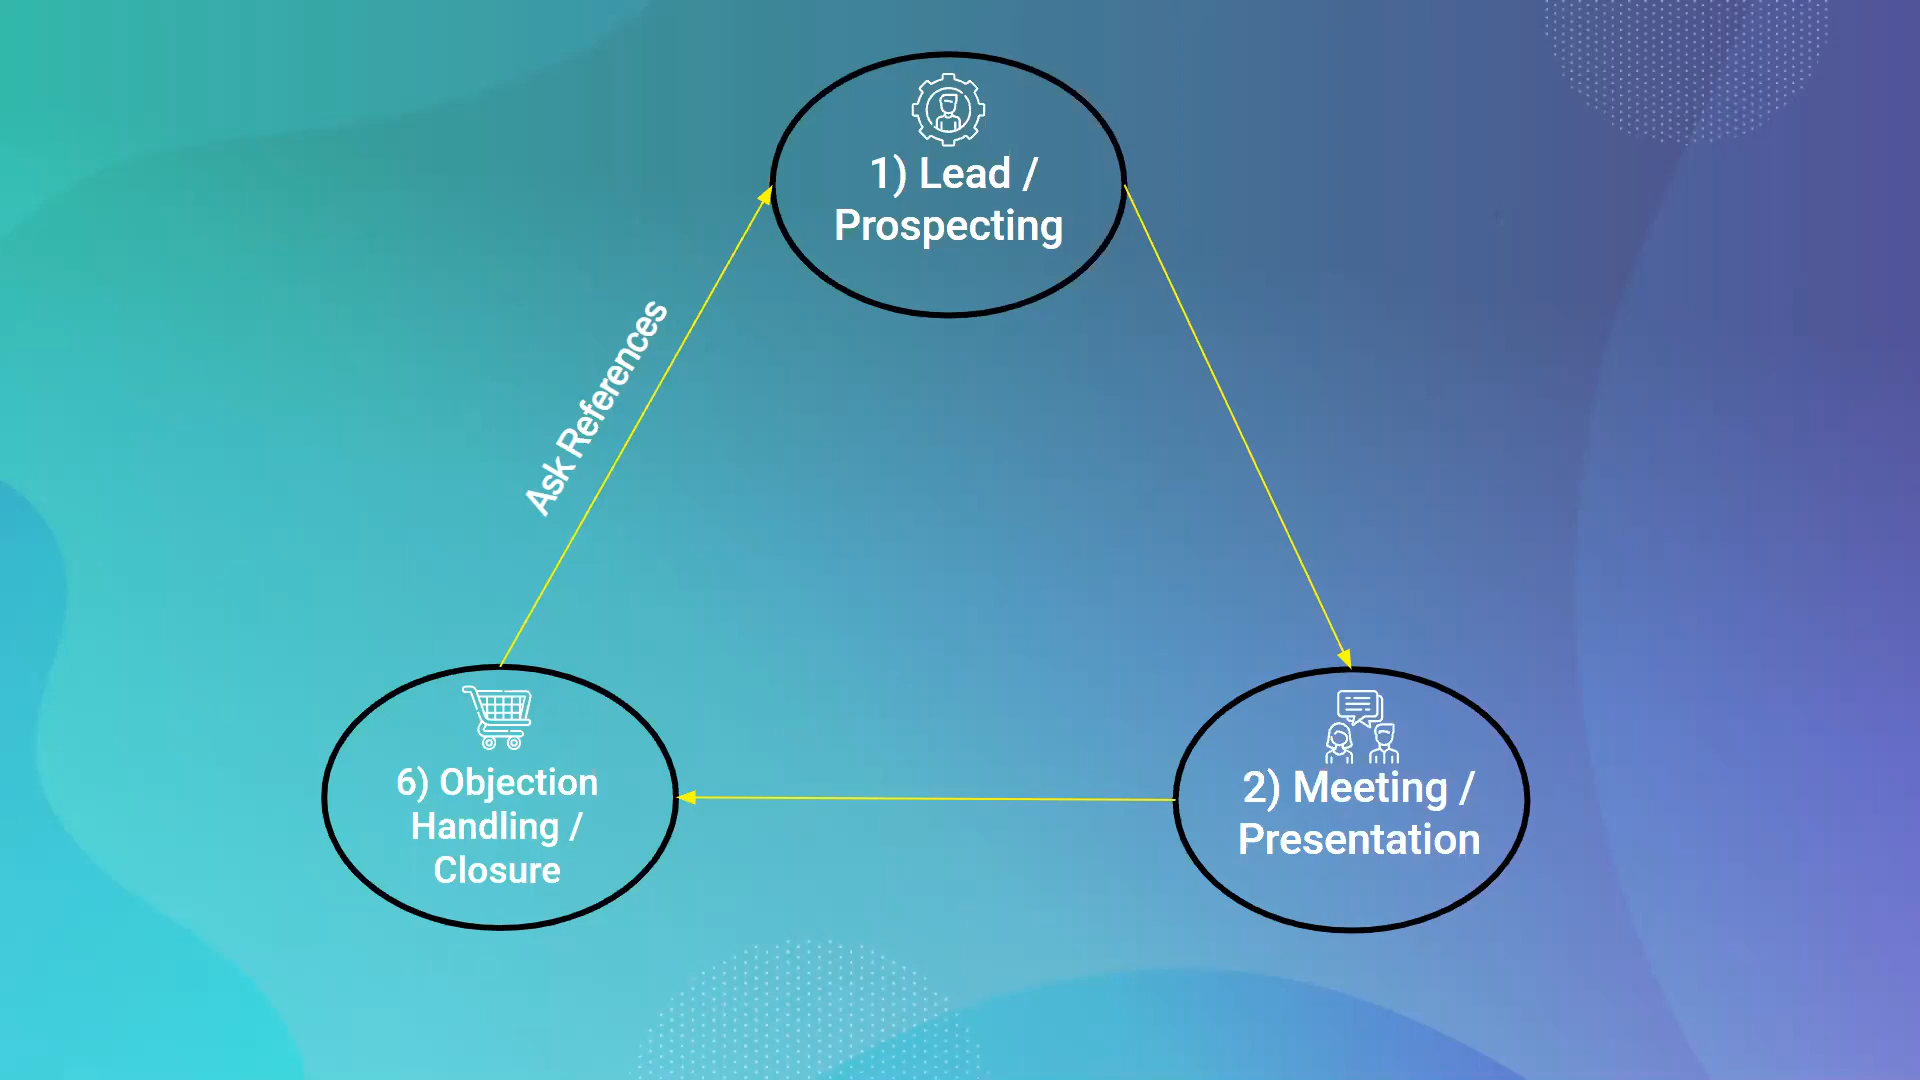 1) Lead /
Prospecting
Ask References
6) Objection
Handling /
Closure
2) Meeting /
Presentation